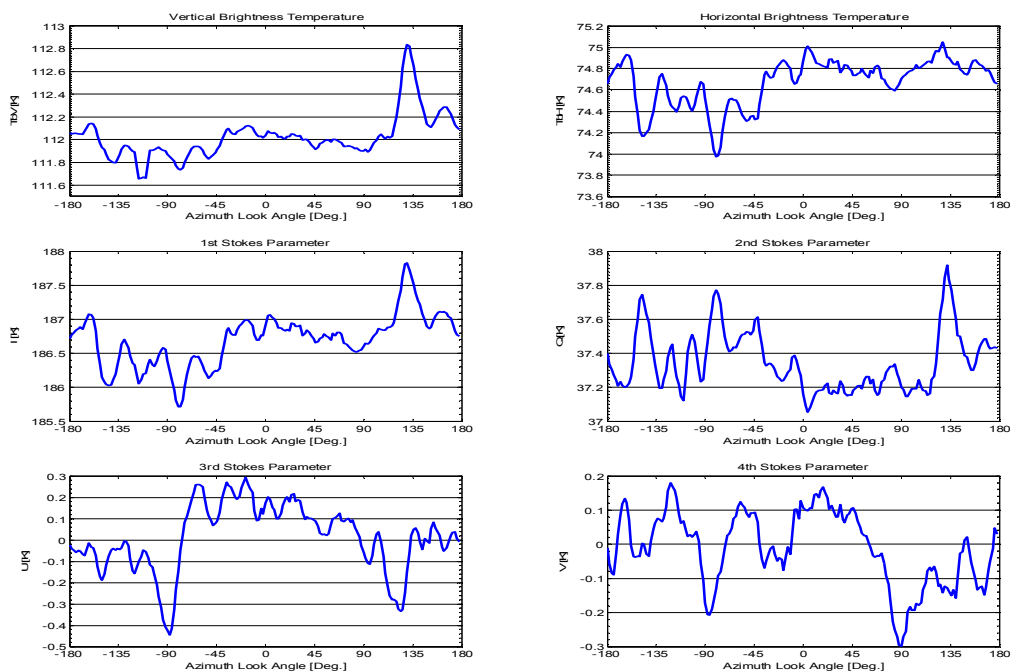 Vertical Brightness Temperature
113
112.8
112.6
112.4
112.2
112
111.8
111.6
TbV[K]
-180 -135 -90 -45 0 45 90 135 180
Azimuth Look Angle [Deg.]
Horizontal Brightness Temperature
75.2
75
74.8
74.6
74.4
74.2
74
73.8
73.6
TbH[K]
-180 -135 -90 -45 0 45 90 135 180
Azimuth Look Angle [Deg.]
1st Stokes Parameter
188
187.5
187
186.5
186
185.5
I [K]
-180 -135 -90 -45 0 45 90 135 180
Azimuth Look Angle [Deg.]
2nd Stokes Parameter
38
37.8
37.6
37.4
37.2
37
Q[K]
-180 -135 -90 -45 0 45 90 135 180
Azimuth Look Angle [Deg.]
3rd Stokes Parameter
0.3
0.2
0.1
0
-0.1
-0.2
-0.3
-0.4
-0.5
U[K]
-180 -135 -90 -45 0 45 90 135 180
Azimuth Look Angle [Deg.]
4th Stokes Parameter
0.2
0.1
0
-0.1
-0.2
-0.3
V[K]
-180 -135 -90 -45 0 45 90 135 180
Azimuth Look Angle [Deg.]